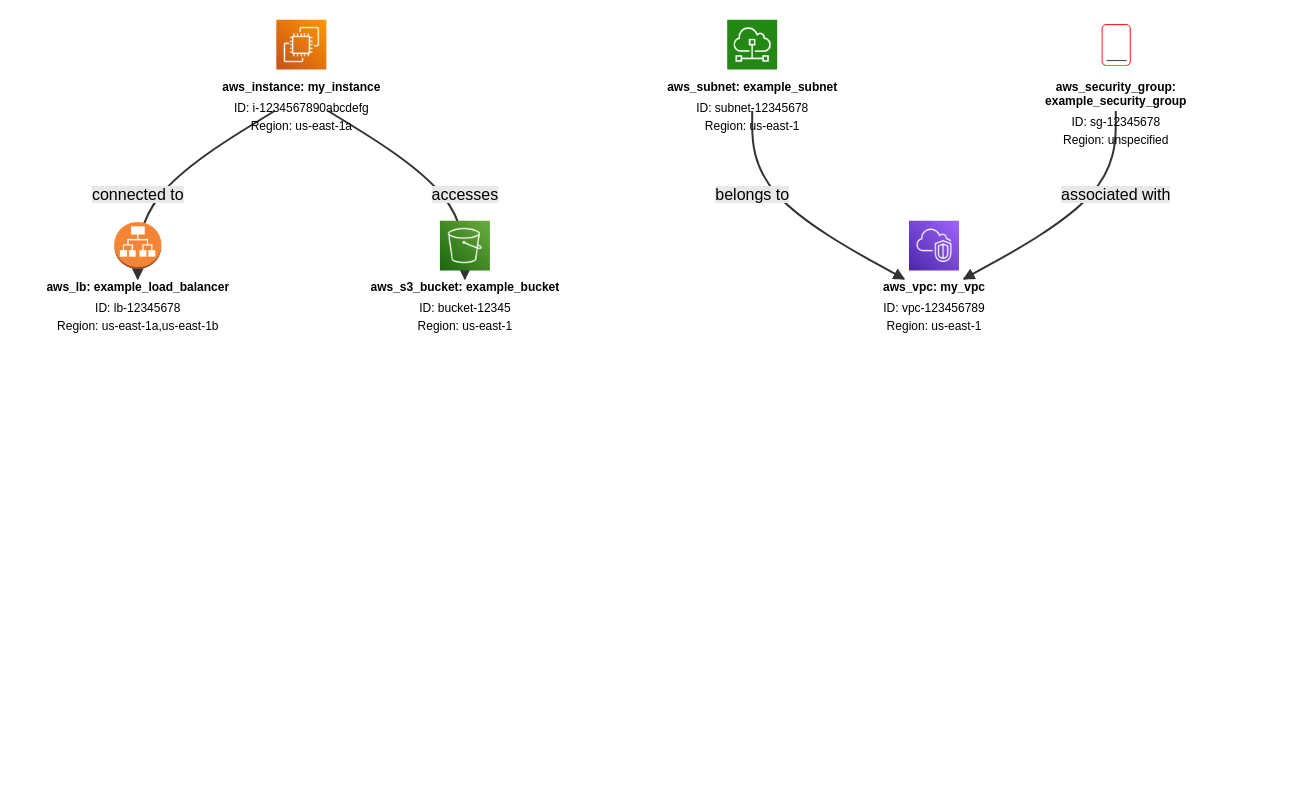 aws_instance: my_instance
ID: i-1234567890abcdefg
Region: us-east-1a
aws_subnet: example_subnet
ID: subnet-12345678
Region: us-east-1
aws_security_group:
example_security_group
ID: sg-12345678
Region: unspecified
connected to
accesses
belongs to
associated with
aws_lb: example_load_balancer
ID: lb-12345678
Region: us-east-1a,us-east-1b
aws_s3_bucket: example_bucket
ID: bucket-12345
Region: us-east-1
aws_vpc: my_vpc
ID: vpc-123456789
Region: us-east-1